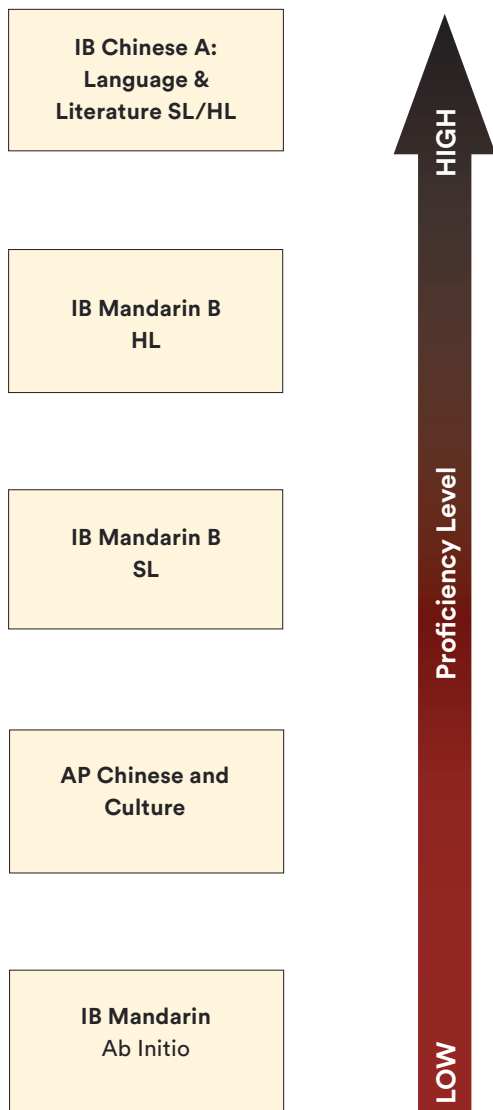 IB Chinese A:
Language &
Literature SL/HL
IB Mandarin B
HL
IB Mandarin B
SL
AP Chinese and
Culture
IB Mandarin
Ab Initio
HIGH
Proficiency Level
LOW